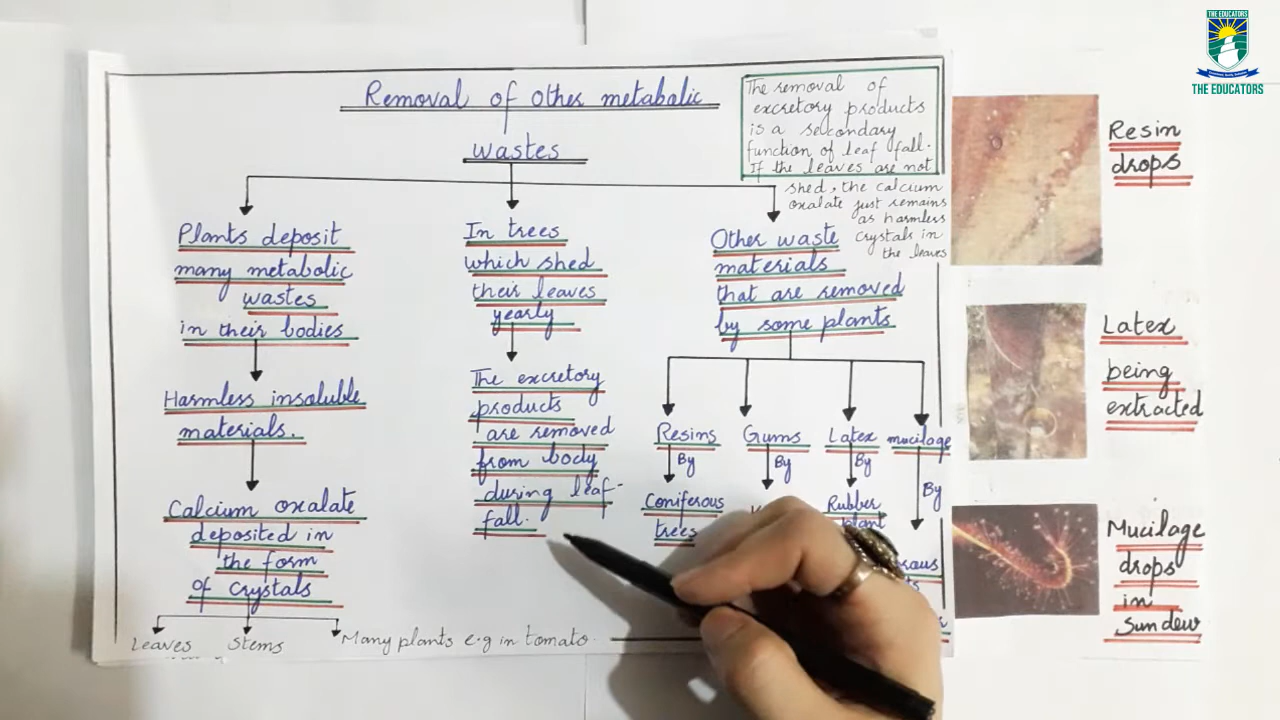 THE EDUCATORS
THE EDUCATORS
Removal of Other metabalic
wastes
The removal of
excretory products
is a secondary
function of leaf fall.
If the leaves are not
shed, the calcium
oxalate just remains
as harmless
crystals in
the leaves
Plants deposit
many metabolic
wastes
in their bodies
Harmless insoluble
materials.
Calcium oxalate
deposited in
the form
of crystals
Leaves
Stems
Many plants e.g in tomato.
In trees
which shed
their leaves
yearly
The excretory
products
are removed
from body
during leaf-
fall.
Other waste
materials
that are removed
by some plants
Resins
By
Coniferous
trees
Gums
By
Latex
By
Rubber
plant
mucilage
By
Resin
drops
Latex
being
extracted
Mucilage
drops
in
Sundew